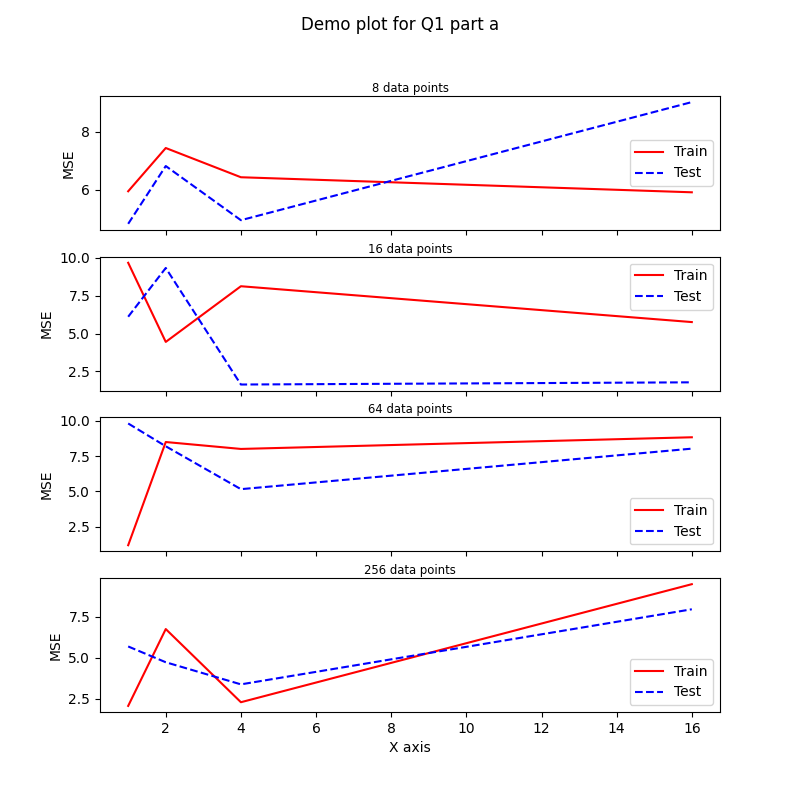 Demo plot for Q1 part a
8 data points
8
6
MSE
Train
Test
16 data points
10.0
7.5
5.0
2.5
MSE
Train
Test
64 data points
10.0
7.5
5.0
2.5
MSE
Train
Test
256 data points
7.5
5.0
2.5
MSE
Train
Test
2 4 6 8 10 12 14 16
X axis